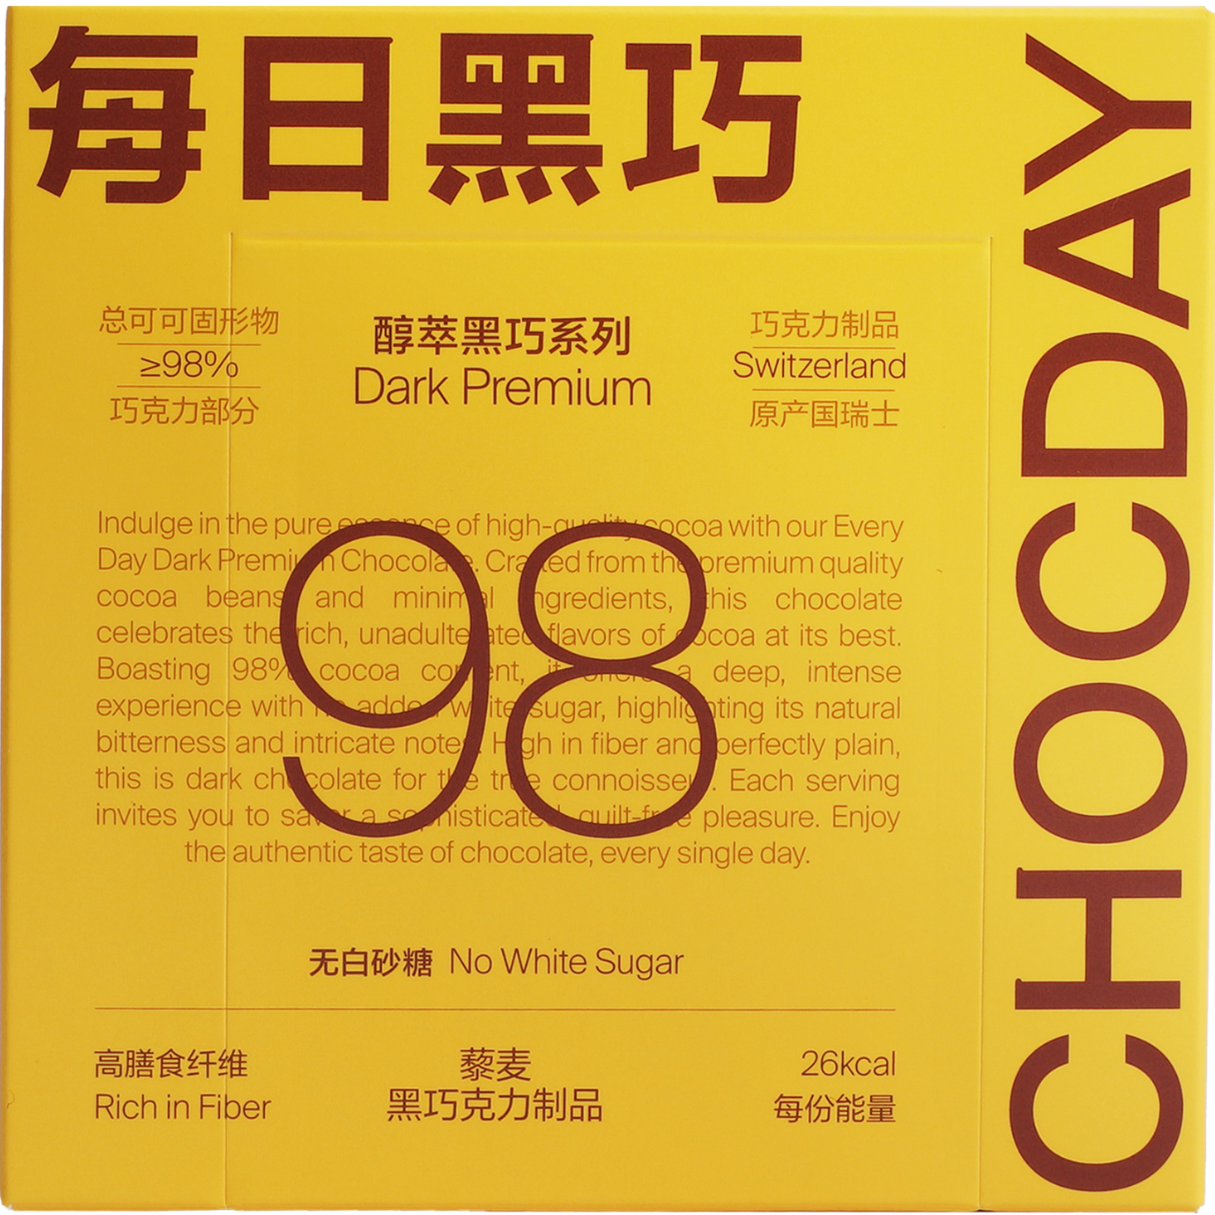 每日黑巧
CHOCDAY
总可可固形物
≥98%
巧克力部分
醇萃黑巧系列
Dark Premium
巧克力制品
Switzerland
原产国瑞士
Indulge in the pure essence of high-quality cocoa with our Every
Day Dark Premium Chocolate. Crafted from the premium quality
cocoa beans and minimal ingredients, this chocolate
celebrates the rich, unadulterated flavors of cocoa at its best.
Boasting 98% cocoa content, it offers a deep, intense
experience with no added white sugar, highlighting its natural
bitterness and intricate notes. High in fiber and perfectly plain,
this is dark chocolate for the true connoisseur. Each serving
invites you to savor a sophisticated, guilt-free pleasure. Enjoy
the authentic taste of chocolate, every single day.
98
无白砂糖 No White Sugar
高膳食纤维
Rich in Fiber
藜麦
黑巧克力制品
26kcal
每份能量